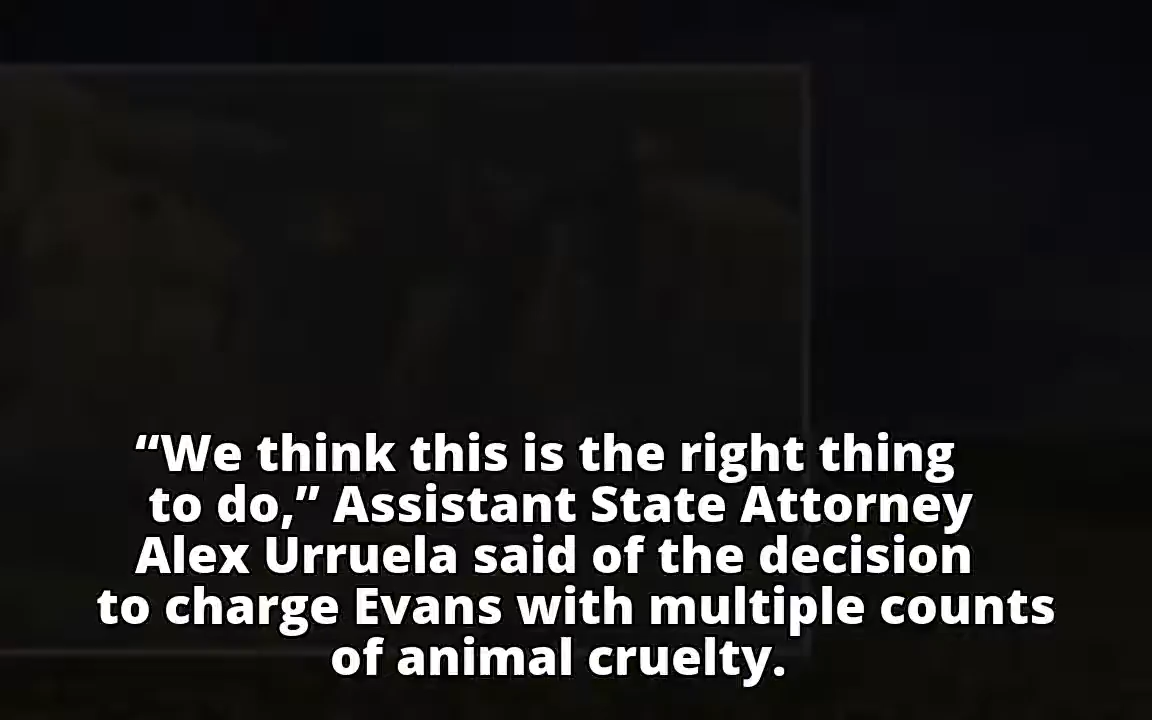 “We think this is the right thing
to do,” Assistant State Attorney
Alex Urruela said of the decision
to charge Evans with multiple counts
of animal cruelty.